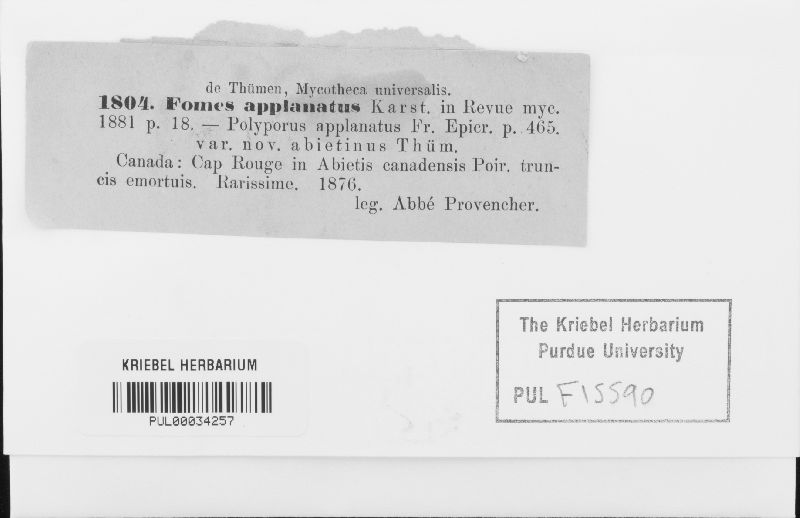 de Thümen, Mycotheca universalis.
1804. Fomes applanatus Karst. in Revue myc.
1881 p. 18. — Polyporus applanatus Fr. Epicr. p. 465.
var. nov. abietinus Thüm.
Canada: Cap Rouge in Abietis canadensis Poir. trun-
cis emortuis. Rarissime. 1876.
leg. Abbé Provencher.
The Kriebel Herbarium
Purdue University
PUL F15590
KRIEBEL HERBARIUM
PUL00034257